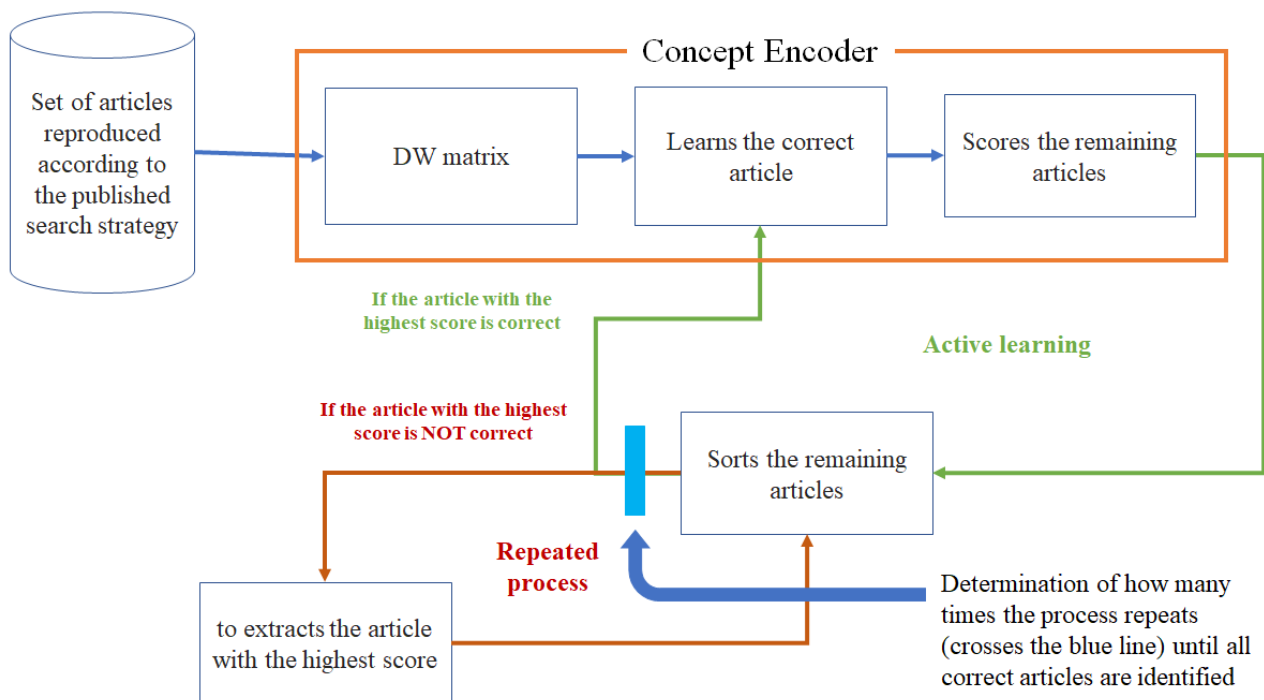 Concept Encoder
Set of articles
reproduced
according to
the published
search strategy
DW matrix
Learns the correct
article
Scores the remaining
articles
If the article with the
highest score is correct
Active learning
If the article with the highest
score is NOT correct
Sorts the remaining
articles
Repeated
process
to extracts the article
with the highest score
Determination of how many
times the process repeats
(crosses the blue line) until all
correct articles are identified